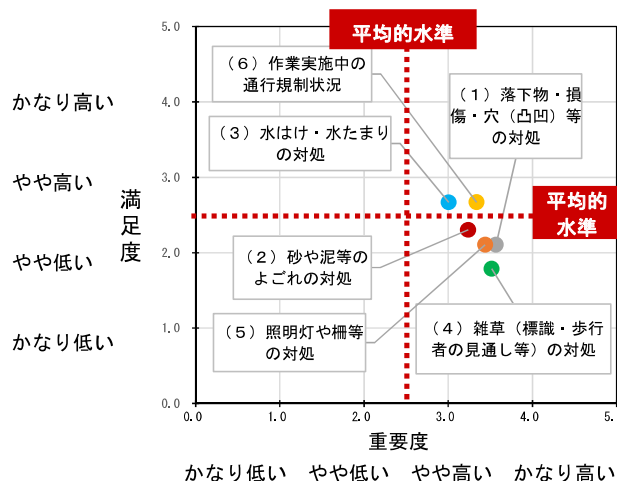 5.0
平均的水準
（6）作業実施中の
通行規制状況
かなり高い
4.0
（1）落下物・損
傷・穴（凸凹）等
の対処
（3）水はけ・水たまり
の対処
やや高い
3.0
満足度
平均的
水準
2.0
（2）砂や泥等の
よごれの対処
やや低い
1.0
（5）照明灯や柵等
の対処
（4）雑草（標識・歩行
者の見通し等）の対処
かなり低い
0.0
0.0 1.0 2.0 3.0 4.0 5.
重要度
かなり低い やや低い やや高い かなり高い